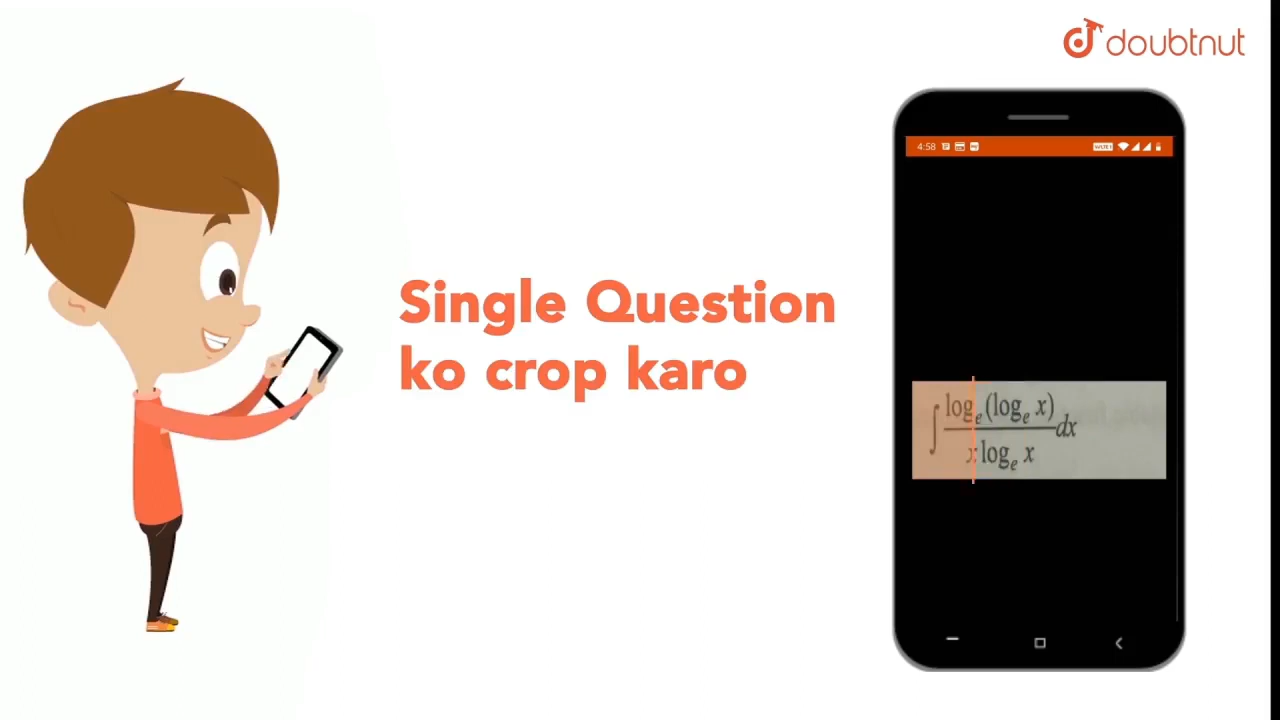 doubtnut
Single Question
ko crop karo
4:58
∫ logₑ(logₑ x) / x logₑ x dx